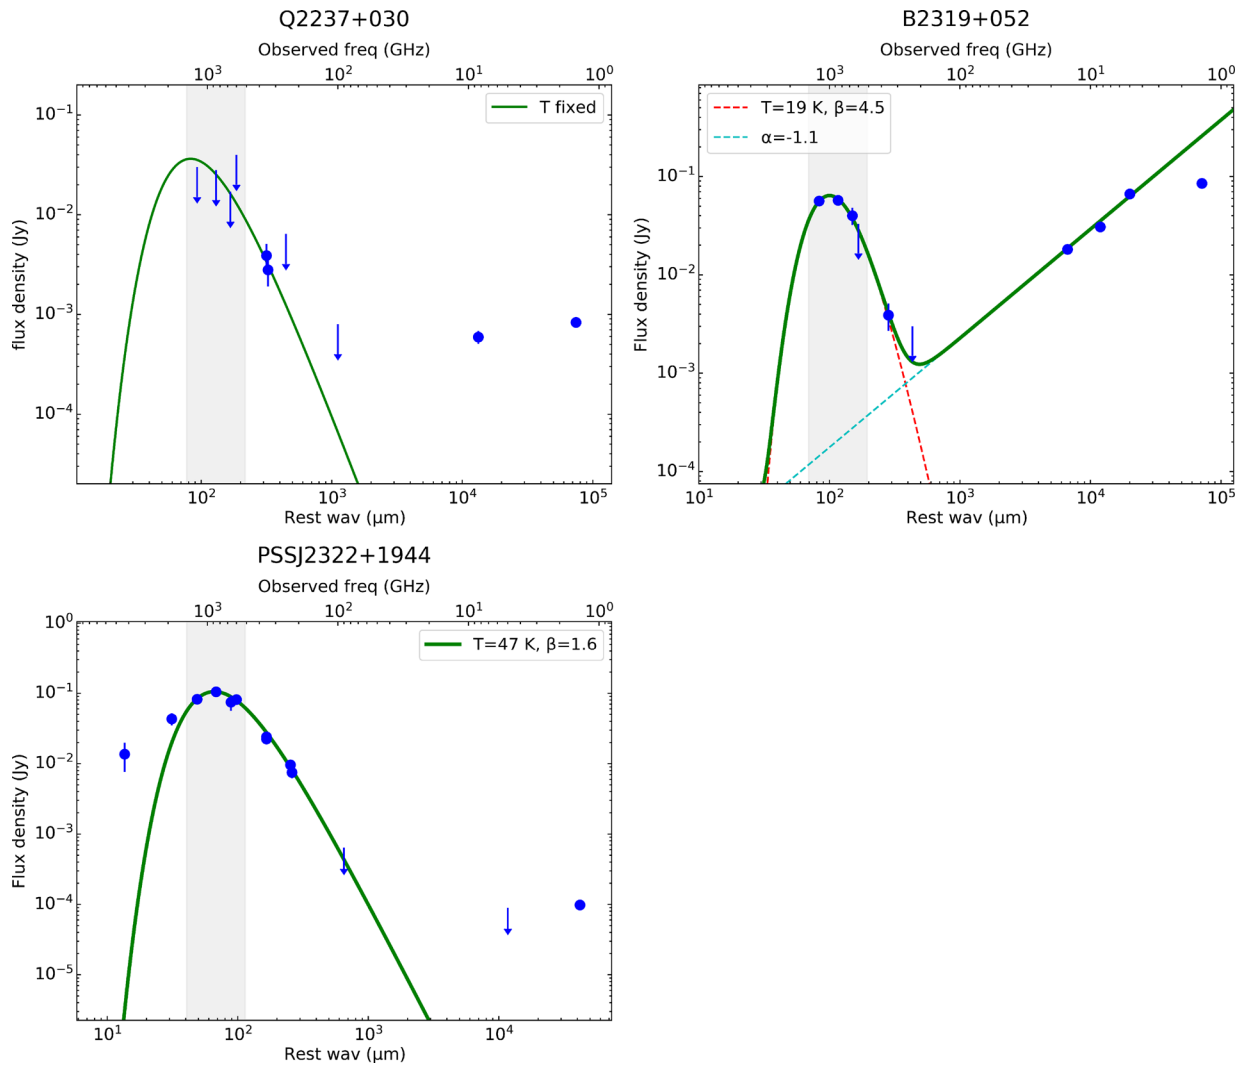 Q2237+030
Observed freq (GHz)
10³ 10² 10¹ 10⁰
T fixed
10⁻¹
10⁻²
10⁻³
10⁻⁴
flux density (Jy)
10² 10³ 10⁴ 10⁵
Rest wav (μm)
B2319+052
Observed freq (GHz)
10³ 10² 10¹ 10⁰
T=19 K, β=4.5
α=-1.1
10⁻¹
10⁻²
10⁻³
10⁻⁴
Flux density (Jy)
10¹ 10² 10³ 10⁴ 10⁵
Rest wav (μm)
PSSJ2322+1944
Observed freq (GHz)
10³ 10² 10¹ 10⁰
T=47 K, β=1.6
10⁰
10⁻¹
10⁻²
10⁻³
10⁻⁴
10⁻⁵
Flux density (Jy)
10¹ 10² 10³ 10⁴
Rest wav (μm)